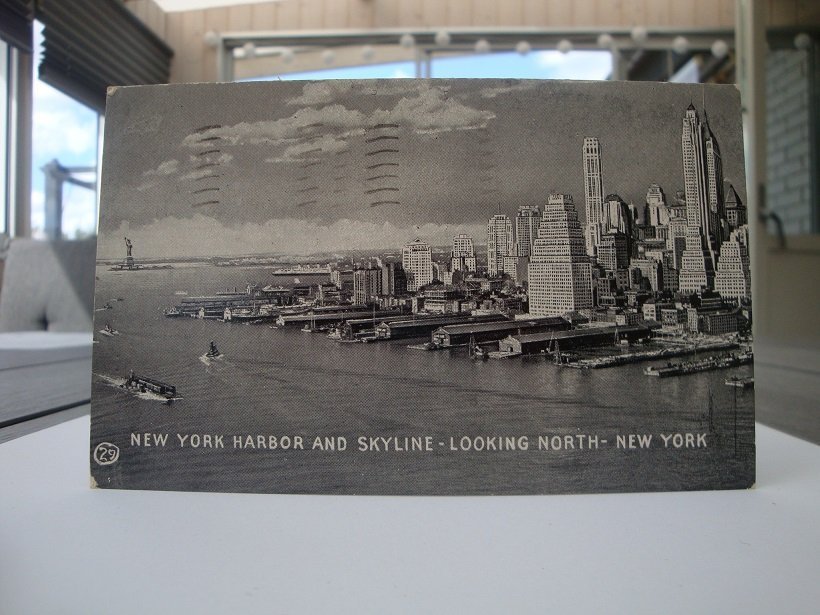 NEW YORK HARBOR AND SKYLINE - LOOKING NORTH - NEW YORK
29